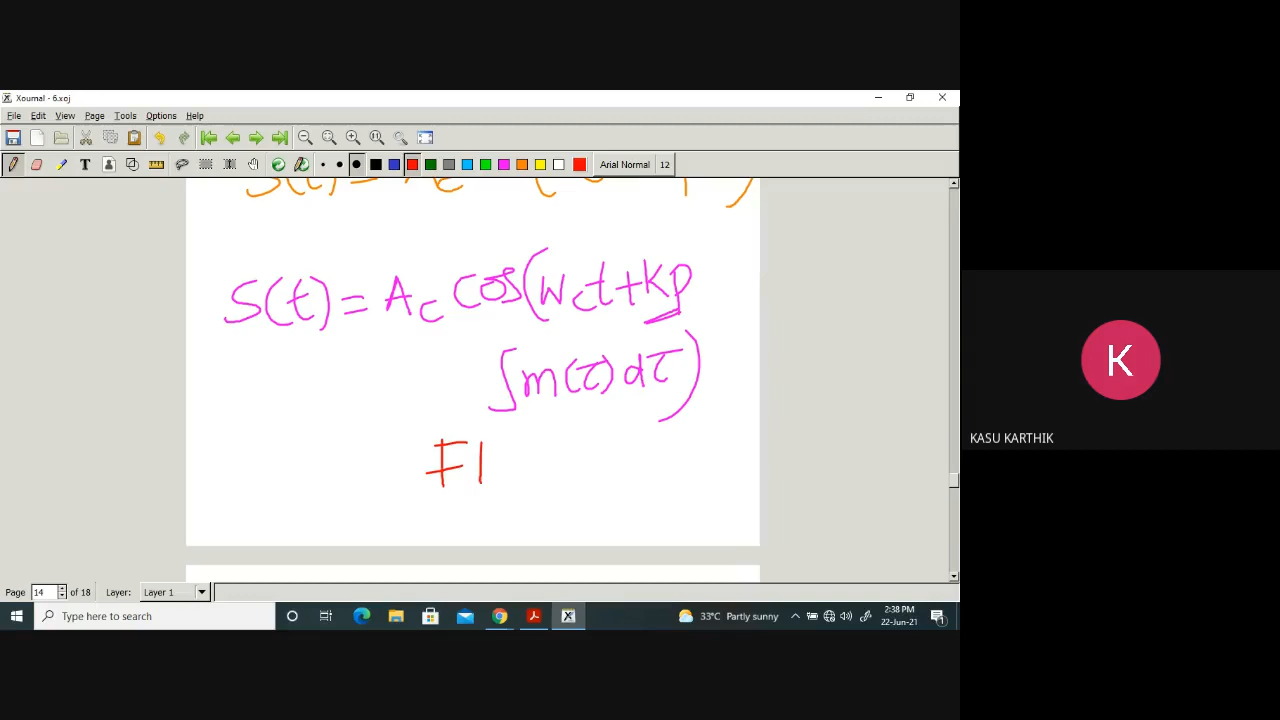 Xournal - 6.xoj
File Edit View Page Tools Options Help
T Arial Normal 12
S(t) =
S(t) = Ac Cos(Wct + Kp
∫m(τ)dτ)
KASU KARTHIK
K
Page 14 of 18 Layer: Layer 1
Type here to search
33°C Partly sunny
2:38 PM
22-Jun-21
1